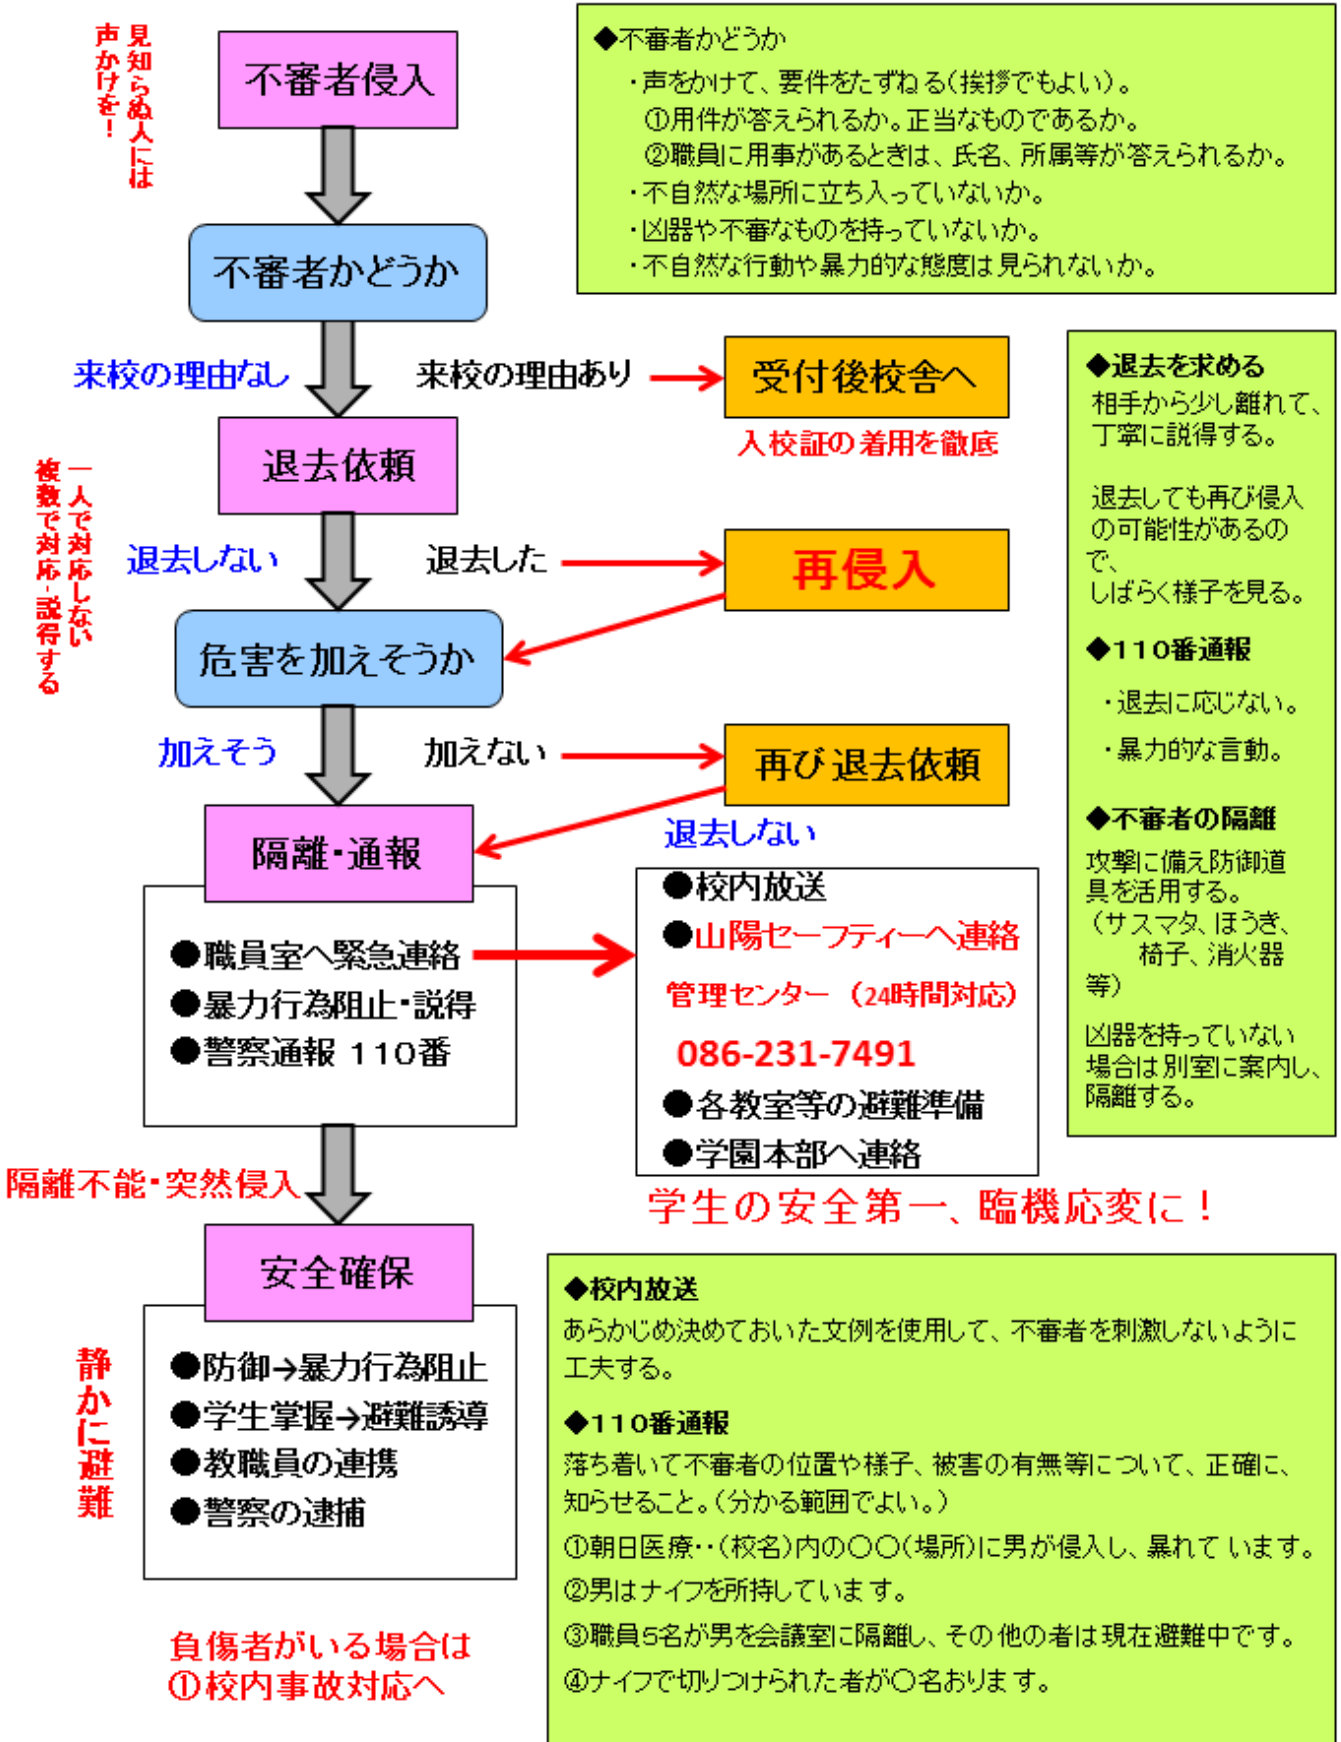 見知らぬ人には
声かけを！
不審者侵入
◆不審者かどうか
・声をかけて、要件をたずねる（挨拶でもよい）。
①用件が答えられるか。正当なものであるか。
②職員に用事があるときは、氏名、所属等が答えられるか。
・不自然な場所に立ち入っていないか。
・凶器や不審なものを持っていないか。
・不自然な行動や暴力的な態度は見られないか。
不審者かどうか
来校の理由なし
来校の理由あり
受付後校舎へ
入校証の着用を徹底
退去依頼
一人で対応しない
複数で対応・説得する
退去しない
退去した
再侵入
危害を加えそうか
加えそう
加えない
再び退去依頼
退去しない
隔離・通報
●職員室へ緊急連絡
●暴力行為阻止・説得
●警察通報 110番
●校内放送
●山陽セーフティーへ連絡
管理センター（24時間対応）
086-231-7491
●各教室等の避難準備
●学園本部へ連絡
学生の安全第一、臨機応変に！
◆退去を求める
相手から少し離れて、
丁寧に説得する。
退去しても再び侵入
の可能性があるの
で、
しばらく様子を見る。
◆110番通報
・退去に応じない。
・暴力的な言動。
◆不審者の隔離
攻撃に備え防御道
具を活用する。
（サスマタ、ほうき、
椅子、消火器
等）
凶器を持っていない
場合は別室に案内し、
隔離する。
隔離不能・突然侵入
安全確保
静かに避難
●防御→暴力行為阻止
●学生掌握→避難誘導
●教職員の連携
●警察の逮捕
負傷者がいる場合は
①校内事故対応へ
◆校内放送
あらかじめ決めておいた文例を使用して、不審者を刺激しないように
工夫する。
◆110番通報
落ち着いて不審者の位置や様子、被害の有無等について、正確に、
知らせること。（分かる範囲でよい。）
①朝日医療‥（校名）内の〇〇（場所）に男が侵入し、暴れています。
②男はナイフを所持しています。
③職員5名が男を会議室に隔離し、その他の者は現在避難中です。
④ナイフで切りつけられた者が〇名おります。